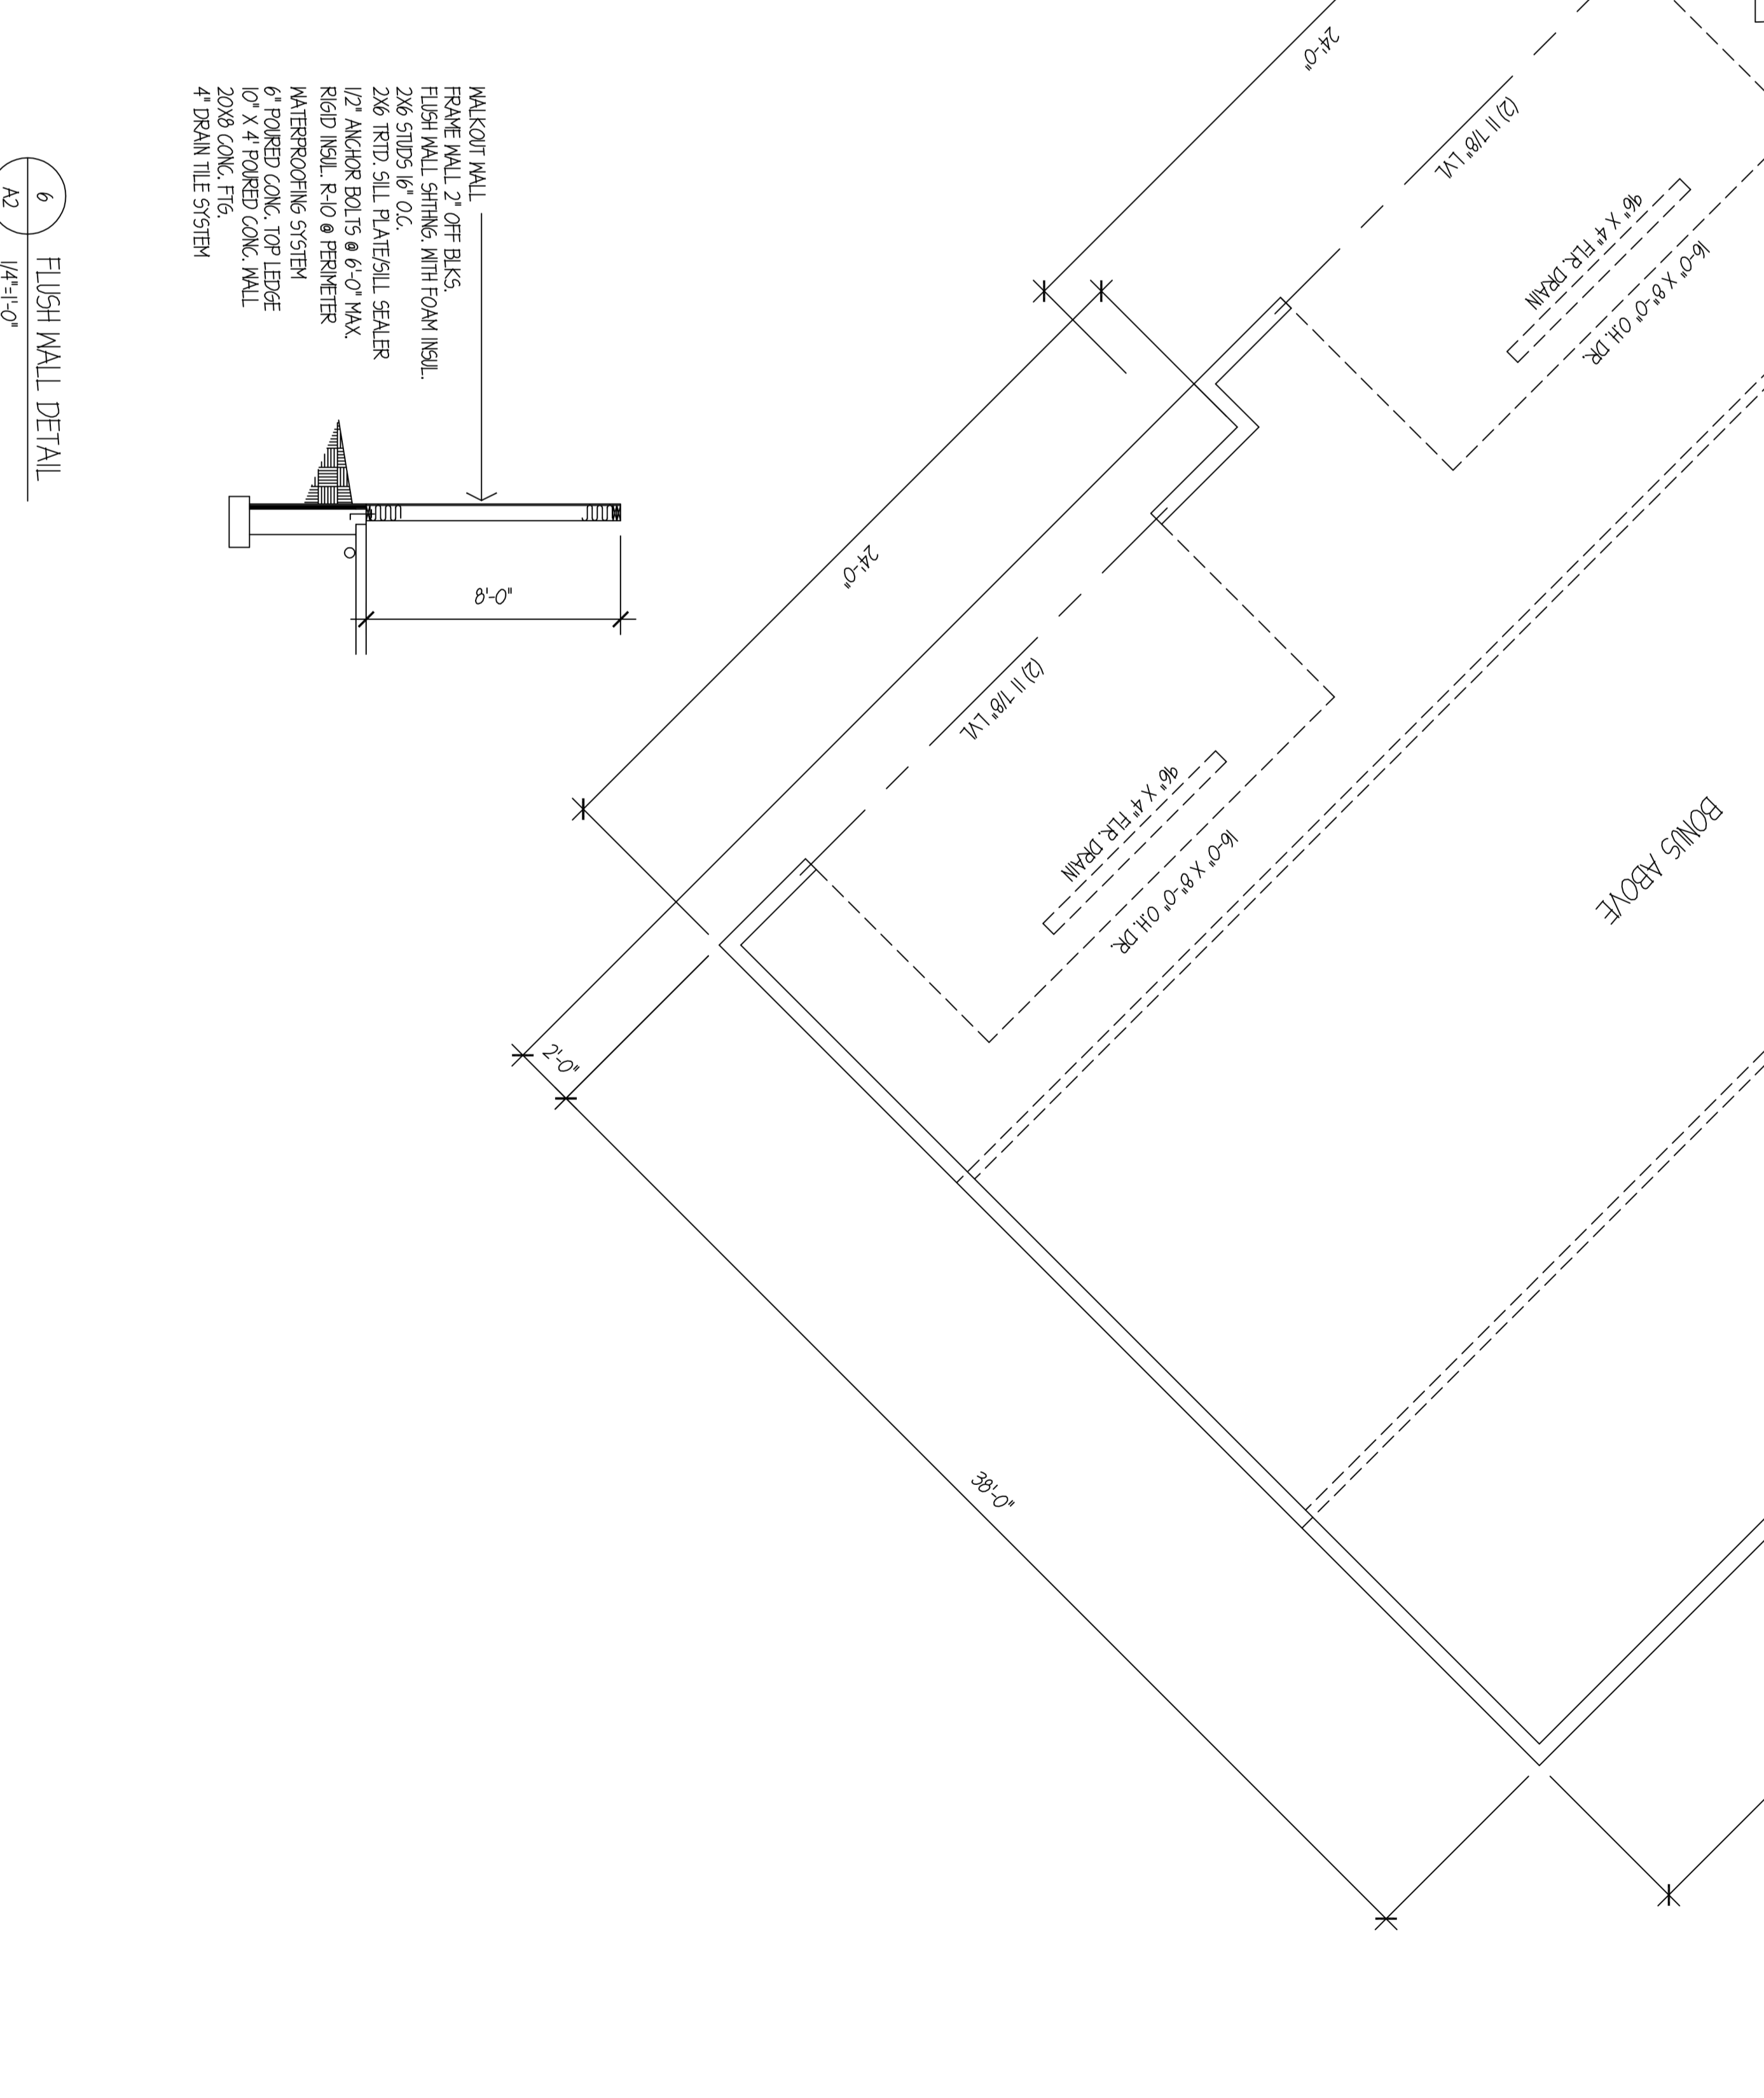 WALKOUT WALL
FRAME WALL 2" OFF BLKS.
FLUSH WALL SHTHNG. WITH FOAM INSUL.
2X6 STUDS 16" O.C.
2X6 TRTD. SILL PLATE/SILL SEALER
1/2" ANCHOR BOLTS @ 6'-0" MAX.
RIGID INSUL. R-10 @ PERIMETER
WATERPROOFING SYSTEM
6" POURED CONC. TOP LEDGE
10" X 4' POURED CONC. WALL
20X8 CONC. FTG.
4" DRAIN TILE SYSTEM
8'-0"
6
A2
FLUSH WALL DETAIL
1/4"=1'-0"
24'-0"
(2) 11 7/8" LVL
96" X 4" FLR. DRAIN
16-0" X 8"-0" O.H. DR.
24'-0"
(2) 11 7/8" LVL
96" X 4" FLR. DRAIN
16-0" X 8"-0" O.H. DR.
BONUS ABOVE
2'-0"
38'-0"